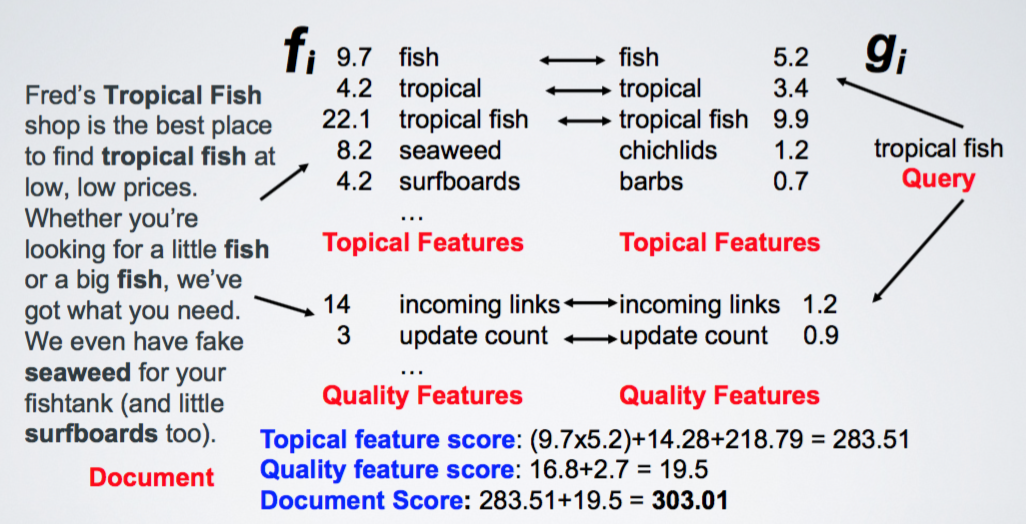 Fred's Tropical Fish
shop is the best place
to find tropical fish at
low, low prices.
Whether you're
looking for a little fish
or a big fish, we've
got what you need.
We even have fake
seaweed for your
fishtank (and little
surfboards too).
Document
fi
9.7 fish
4.2 tropical
22.1 tropical fish
8.2 seaweed
4.2 surfboards
...
Topical Features
fish 5.2
tropical 3.4
tropical fish 9.9
chichlids 1.2
barbs 0.7
Topical Features
gi
tropical fish
Query
14 incoming links
3 update count
...
Quality Features
incoming links 1.2
update count 0.9
Quality Features
Topical feature score: (9.7x5.2)+14.28+218.79 = 283.51
Quality feature score: 16.8+2.7 = 19.5
Document Score: 283.51+19.5 = 303.01